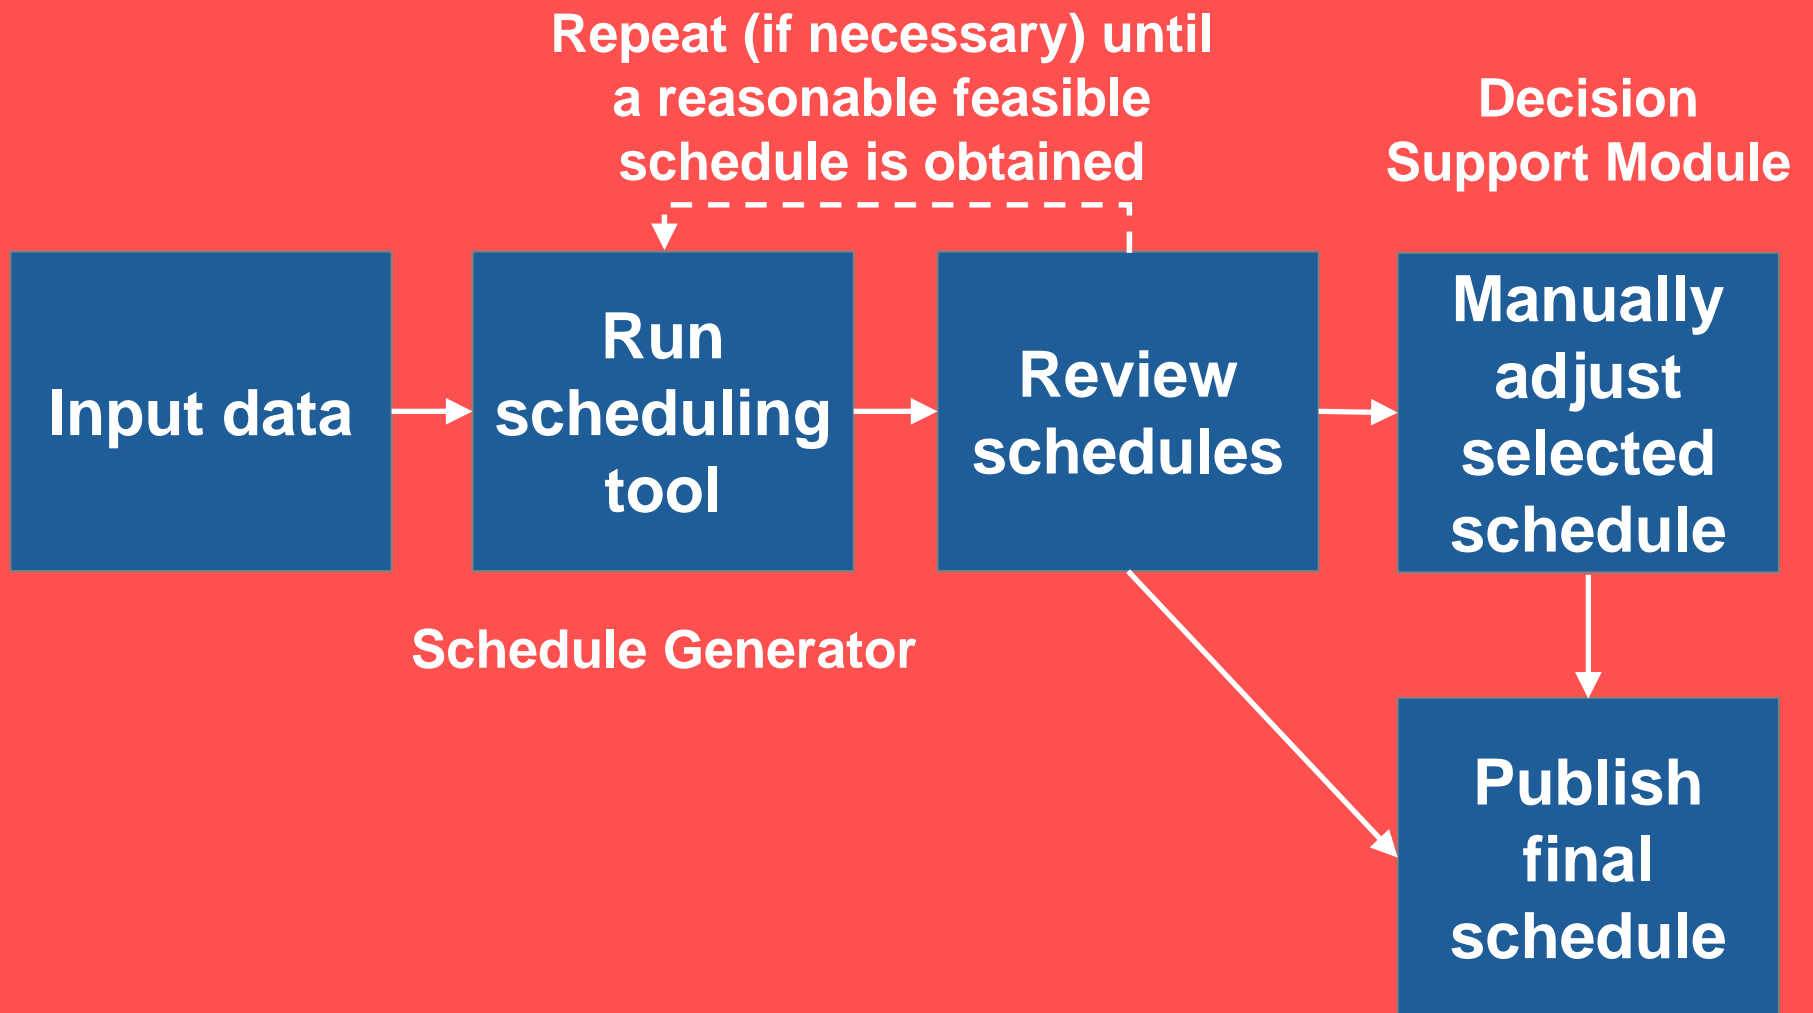 Repeat (if necessary) until
a reasonable feasible
schedule is obtained
Decision
Support Module
Input data
Run
scheduling
tool
Review
schedules
Manually
adjust
selected
schedule
Schedule Generator
Publish
final
schedule